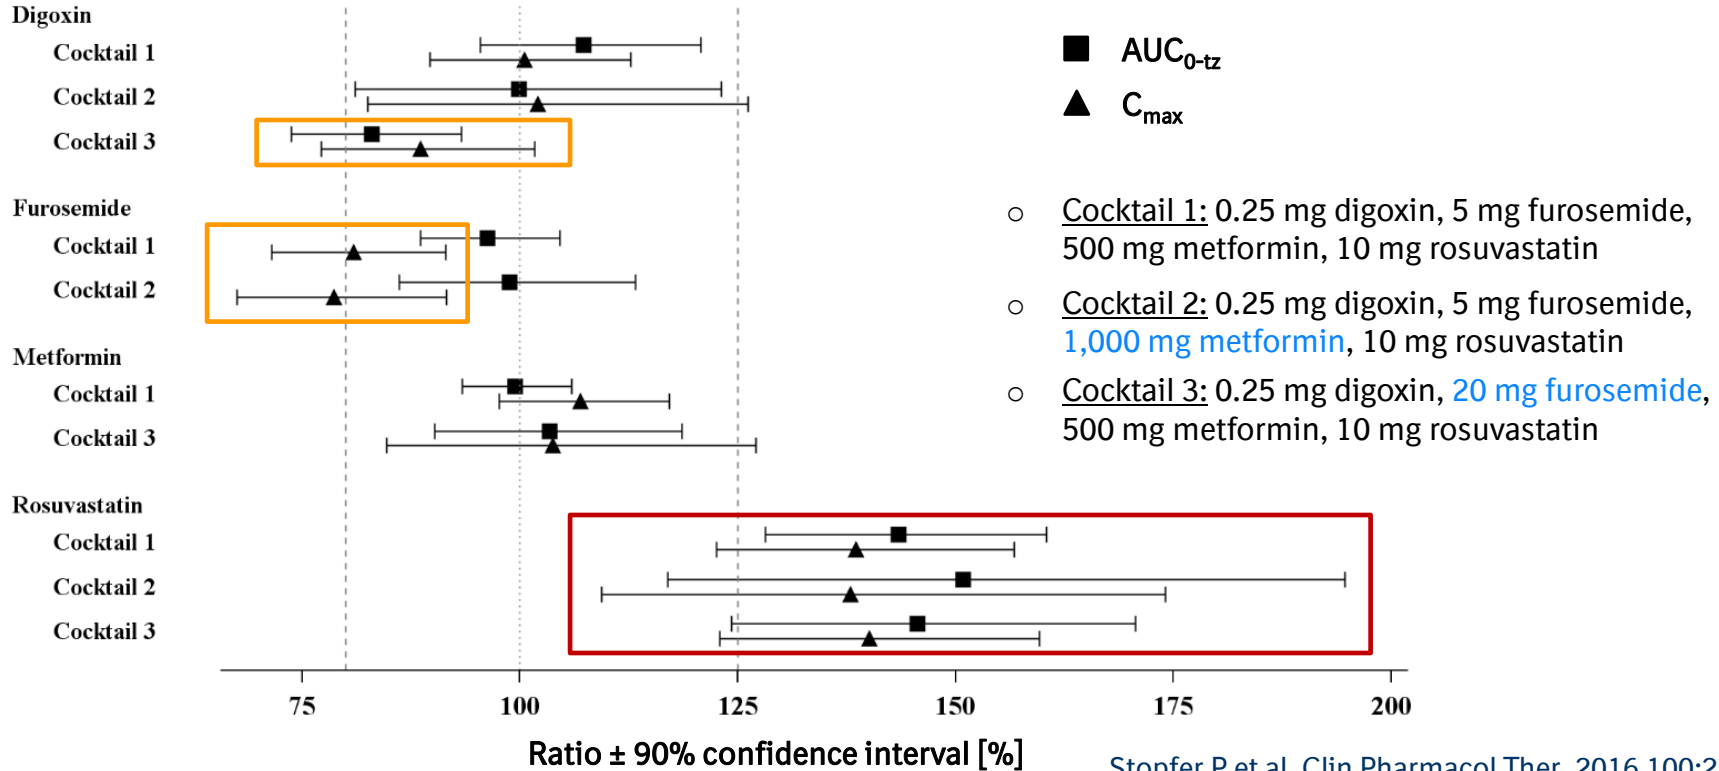 Digoxin
Cocktail 1
Cocktail 2
Cocktail 3
Furosemide
Cocktail 1
Cocktail 2
Metformin
Cocktail 1
Cocktail 3
Rosuvastatin
Cocktail 1
Cocktail 2
Cocktail 3
75 100 125 150 175 200
Ratio ± 90% confidence interval [%]
AUC0-tz
Cmax
○ Cocktail 1: 0.25 mg digoxin, 5 mg furosemide,
500 mg metformin, 10 mg rosuvastatin
○ Cocktail 2: 0.25 mg digoxin, 5 mg furosemide,
1,000 mg metformin, 10 mg rosuvastatin
○ Cocktail 3: 0.25 mg digoxin, 20 mg furosemide,
500 mg metformin, 10 mg rosuvastatin
Stopfer P et al. Clin Pharmacol Ther. 2016 100:2